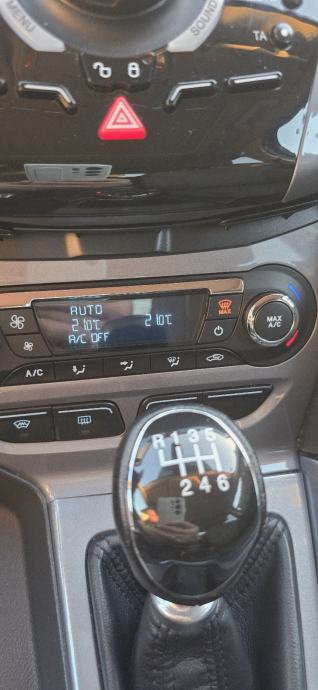 MENU
SOUND
TA
AUTO
21.0°C 21.0°C
A/C OFF
MAX
MAX A/C
A/C
R 1 3 5
2 4 6